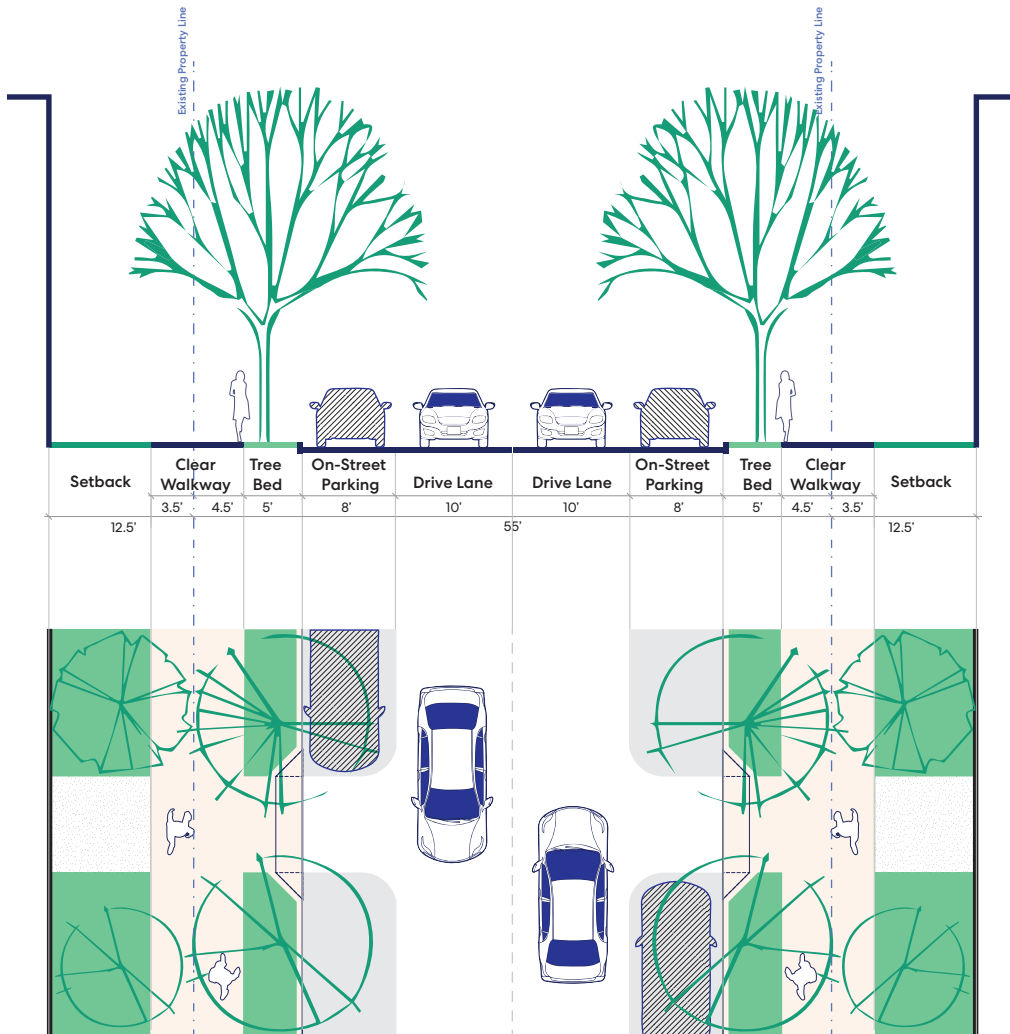 Existing Property Line
Existing Property Line
Setback
Clear
Walkway
Tree
Bed
On-Street
Parking
Drive Lane
Drive Lane
On-Street
Parking
Tree
Bed
Clear
Walkway
Setback
3.5' 4.5' 5' 8' 10' 10' 8' 5' 4.5' 3.5'
12.5' 55' 12.5'